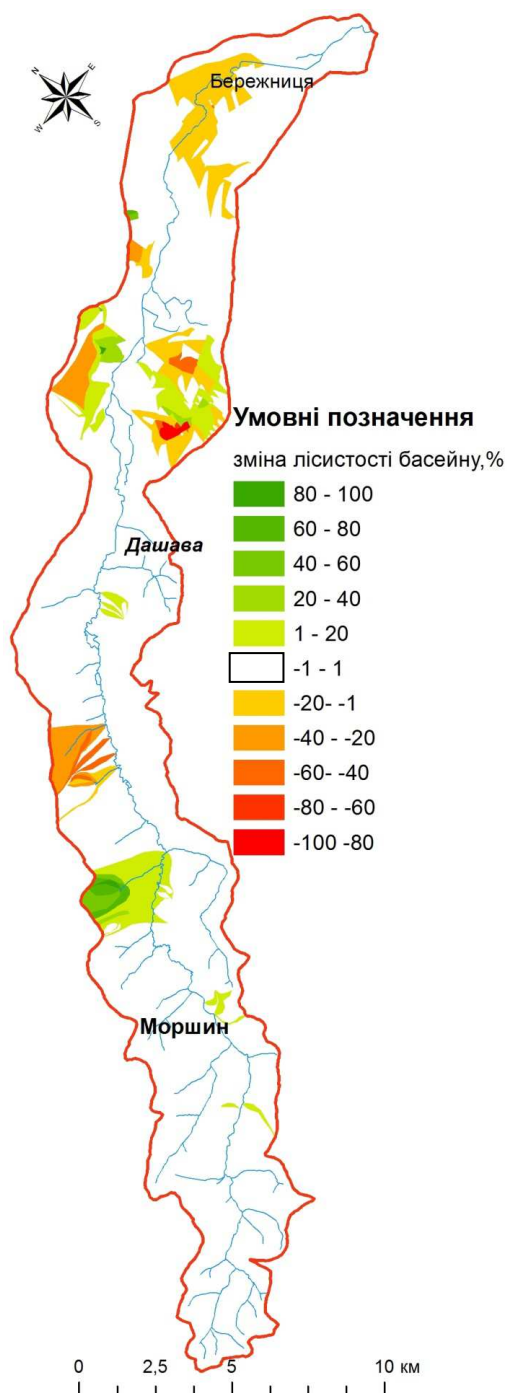 Бережниця
N
E
W
S
Умовні позначення
зміна лісистості басейну,%
80 - 100
60 - 80
40 - 60
20 - 40
1 - 20
-1 - 1
-20- -1
-40 - -20
-60- -40
-80 - -60
-100 -80
Дашава
Моршин
0 2,5 5 10 км